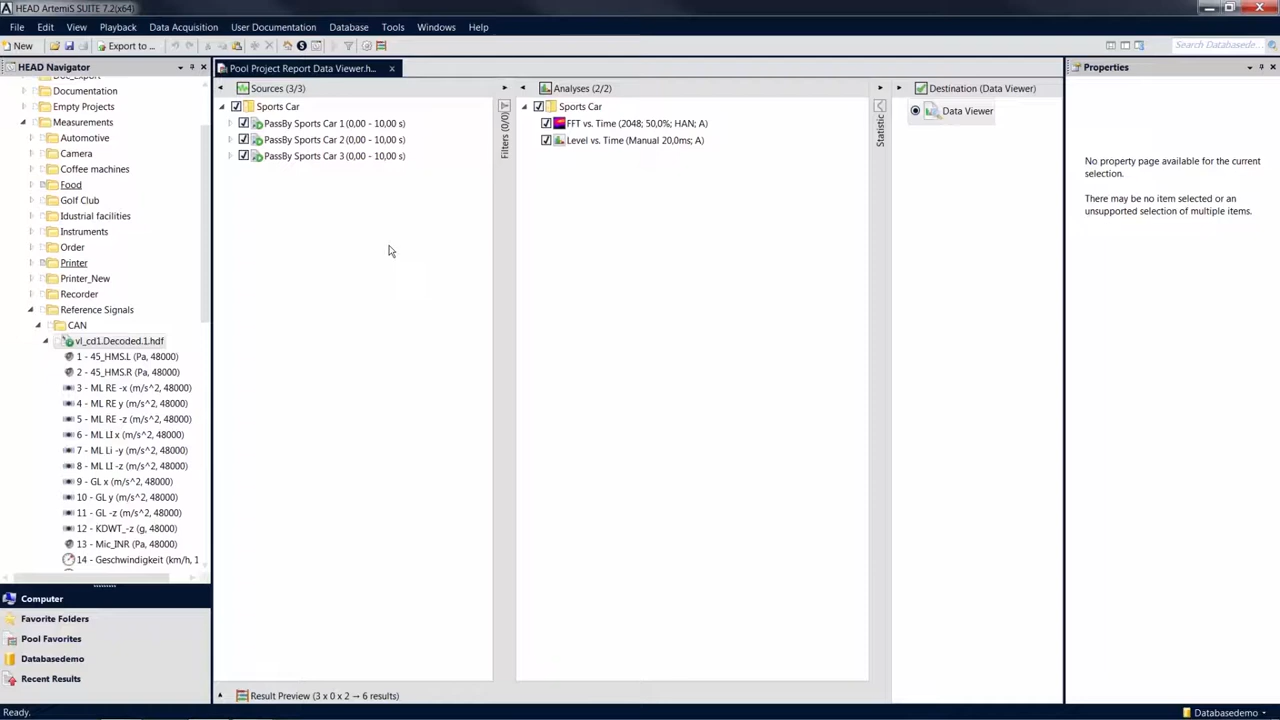 HEAD ArtemiS SUITE 7.2(x64)
File Edit View Playback Data Acquisition User Documentation Database Tools Windows Help
New Export to ... Search Databasede...
HEAD Navigator
Doc_Export
Documentation
Empty Projects
Measurements
Automotive
Camera
Coffee machines
Food
Golf Club
Idustrial facilities
Instruments
Order
Printer
Printer_New
Recorder
Reference Signals
CAN
vl_cd1.Decoded.1.hdf
1 - 45_HMS.L (Pa, 48000)
2 - 45_HMS.R (Pa, 48000)
3 - ML RE -x (m/s^2, 48000)
4 - ML RE y (m/s^2, 48000)
5 - ML RE -z (m/s^2, 48000)
6 - ML LI x (m/s^2, 48000)
7 - ML Li -y (m/s^2, 48000)
8 - ML LI -z (m/s^2, 48000)
9 - GL x (m/s^2, 48000)
10 - GL y (m/s^2, 48000)
11 - GL -z (m/s^2, 48000)
12 - KDWT_-z (g, 48000)
13 - Mic_INR (Pa, 48000)
14 - Geschwindigkeit (km/h, 1
Computer
Favorite Folders
Pool Favorites
Databasedemo
Recent Results
Pool Project Report Data Viewer.h...
Sources (3/3)
Sports Car
PassBy Sports Car 1 (0,00 - 10,00 s)
PassBy Sports Car 2 (0,00 - 10,00 s)
PassBy Sports Car 3 (0,00 - 10,00 s)
Filters (0/0)
Analyses (2/2)
Sports Car
FFT vs. Time (2048; 50,0%; HAN; A)
Level vs. Time (Manual 20,0ms; A)
Statistic
Destination (Data Viewer)
Data Viewer
Result Preview (3 x 0 x 2 → 6 results)
Properties
No property page available for the current
selection.
There may be no item selected or an
unsupported selection of multiple items.
Ready.
Databasedemo